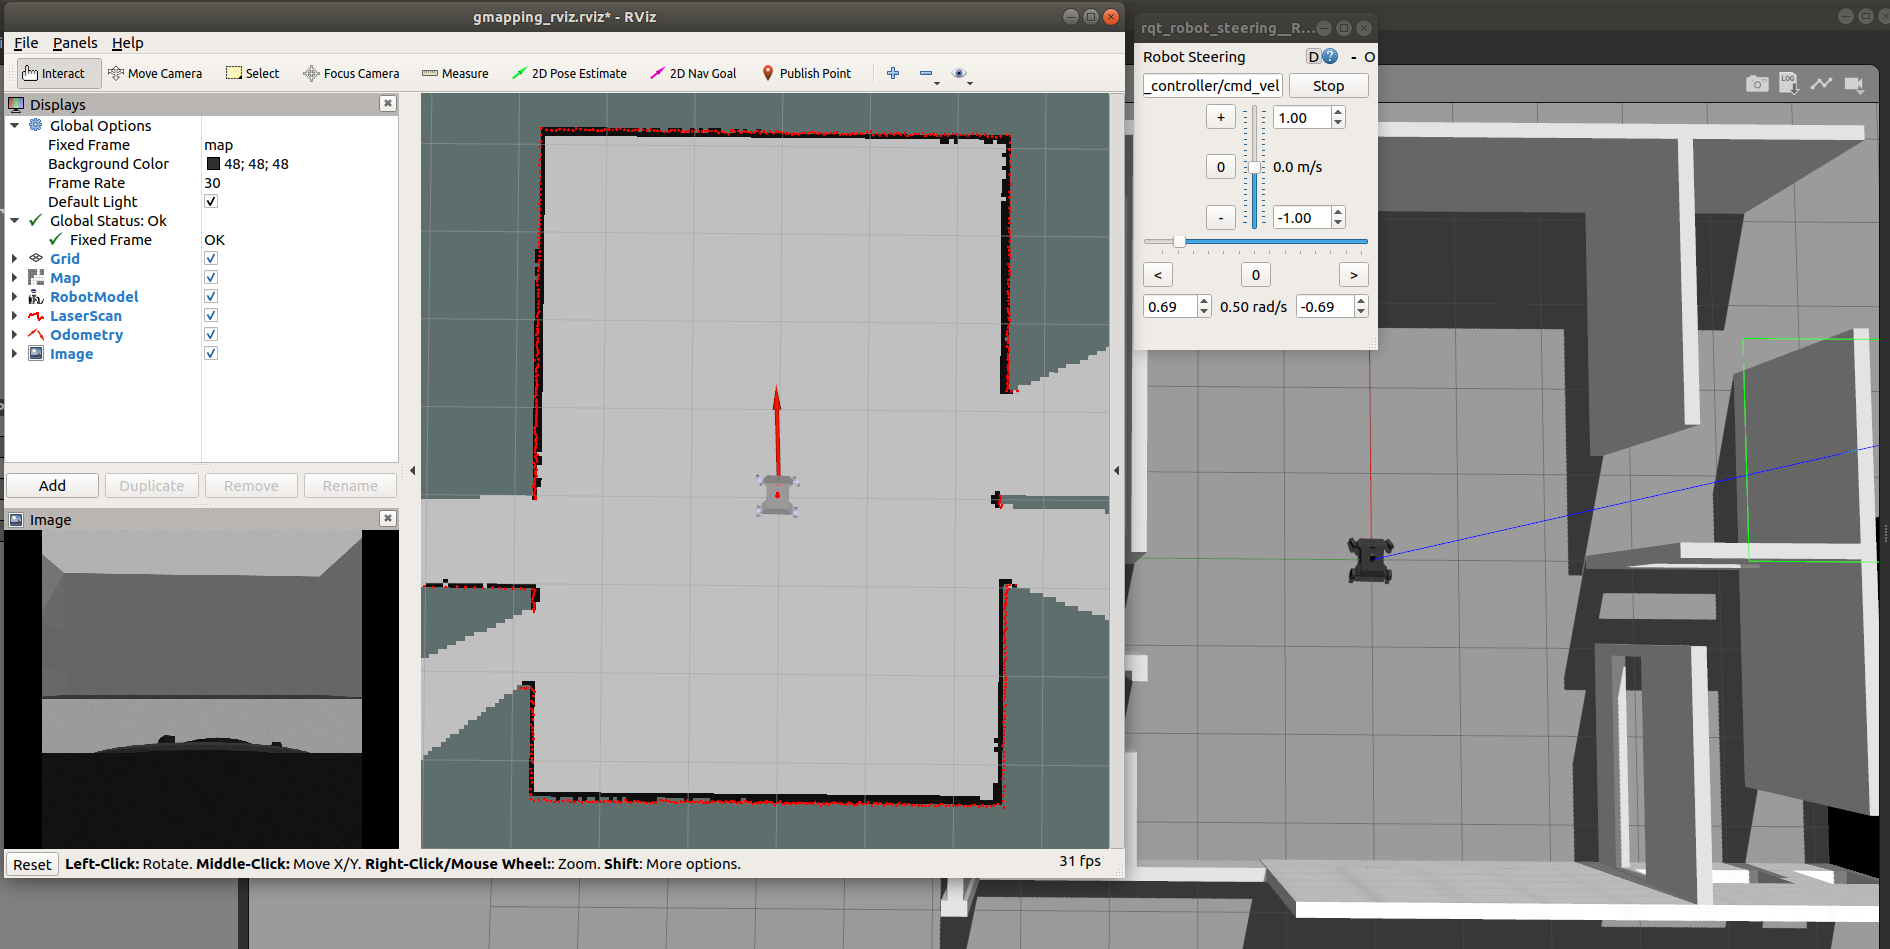 gmapping_rviz.rviz* - RViz
File Panels Help
Interact Move Camera Select Focus Camera Measure 2D Pose Estimate 2D Nav Goal Publish Point
Displays
Global Options
Fixed Frame map
Background Color 48; 48; 48
Frame Rate 30
Default Light
Global Status: Ok
Fixed Frame OK
Grid
Map
RobotModel
LaserScan
Odometry
Image
Add Duplicate Remove Rename
Image
Reset Left-Click: Rotate. Middle-Click: Move X/Y. Right-Click/Mouse Wheel:: Zoom. Shift: More options. 31 fps
rqt_robot_steering__R...
Robot Steering D ? - O
_controller/cmd_vel Stop
+ 1.00
0 0.0 m/s
- -1.00
< 0 >
0.69 0.50 rad/s -0.69
LOG